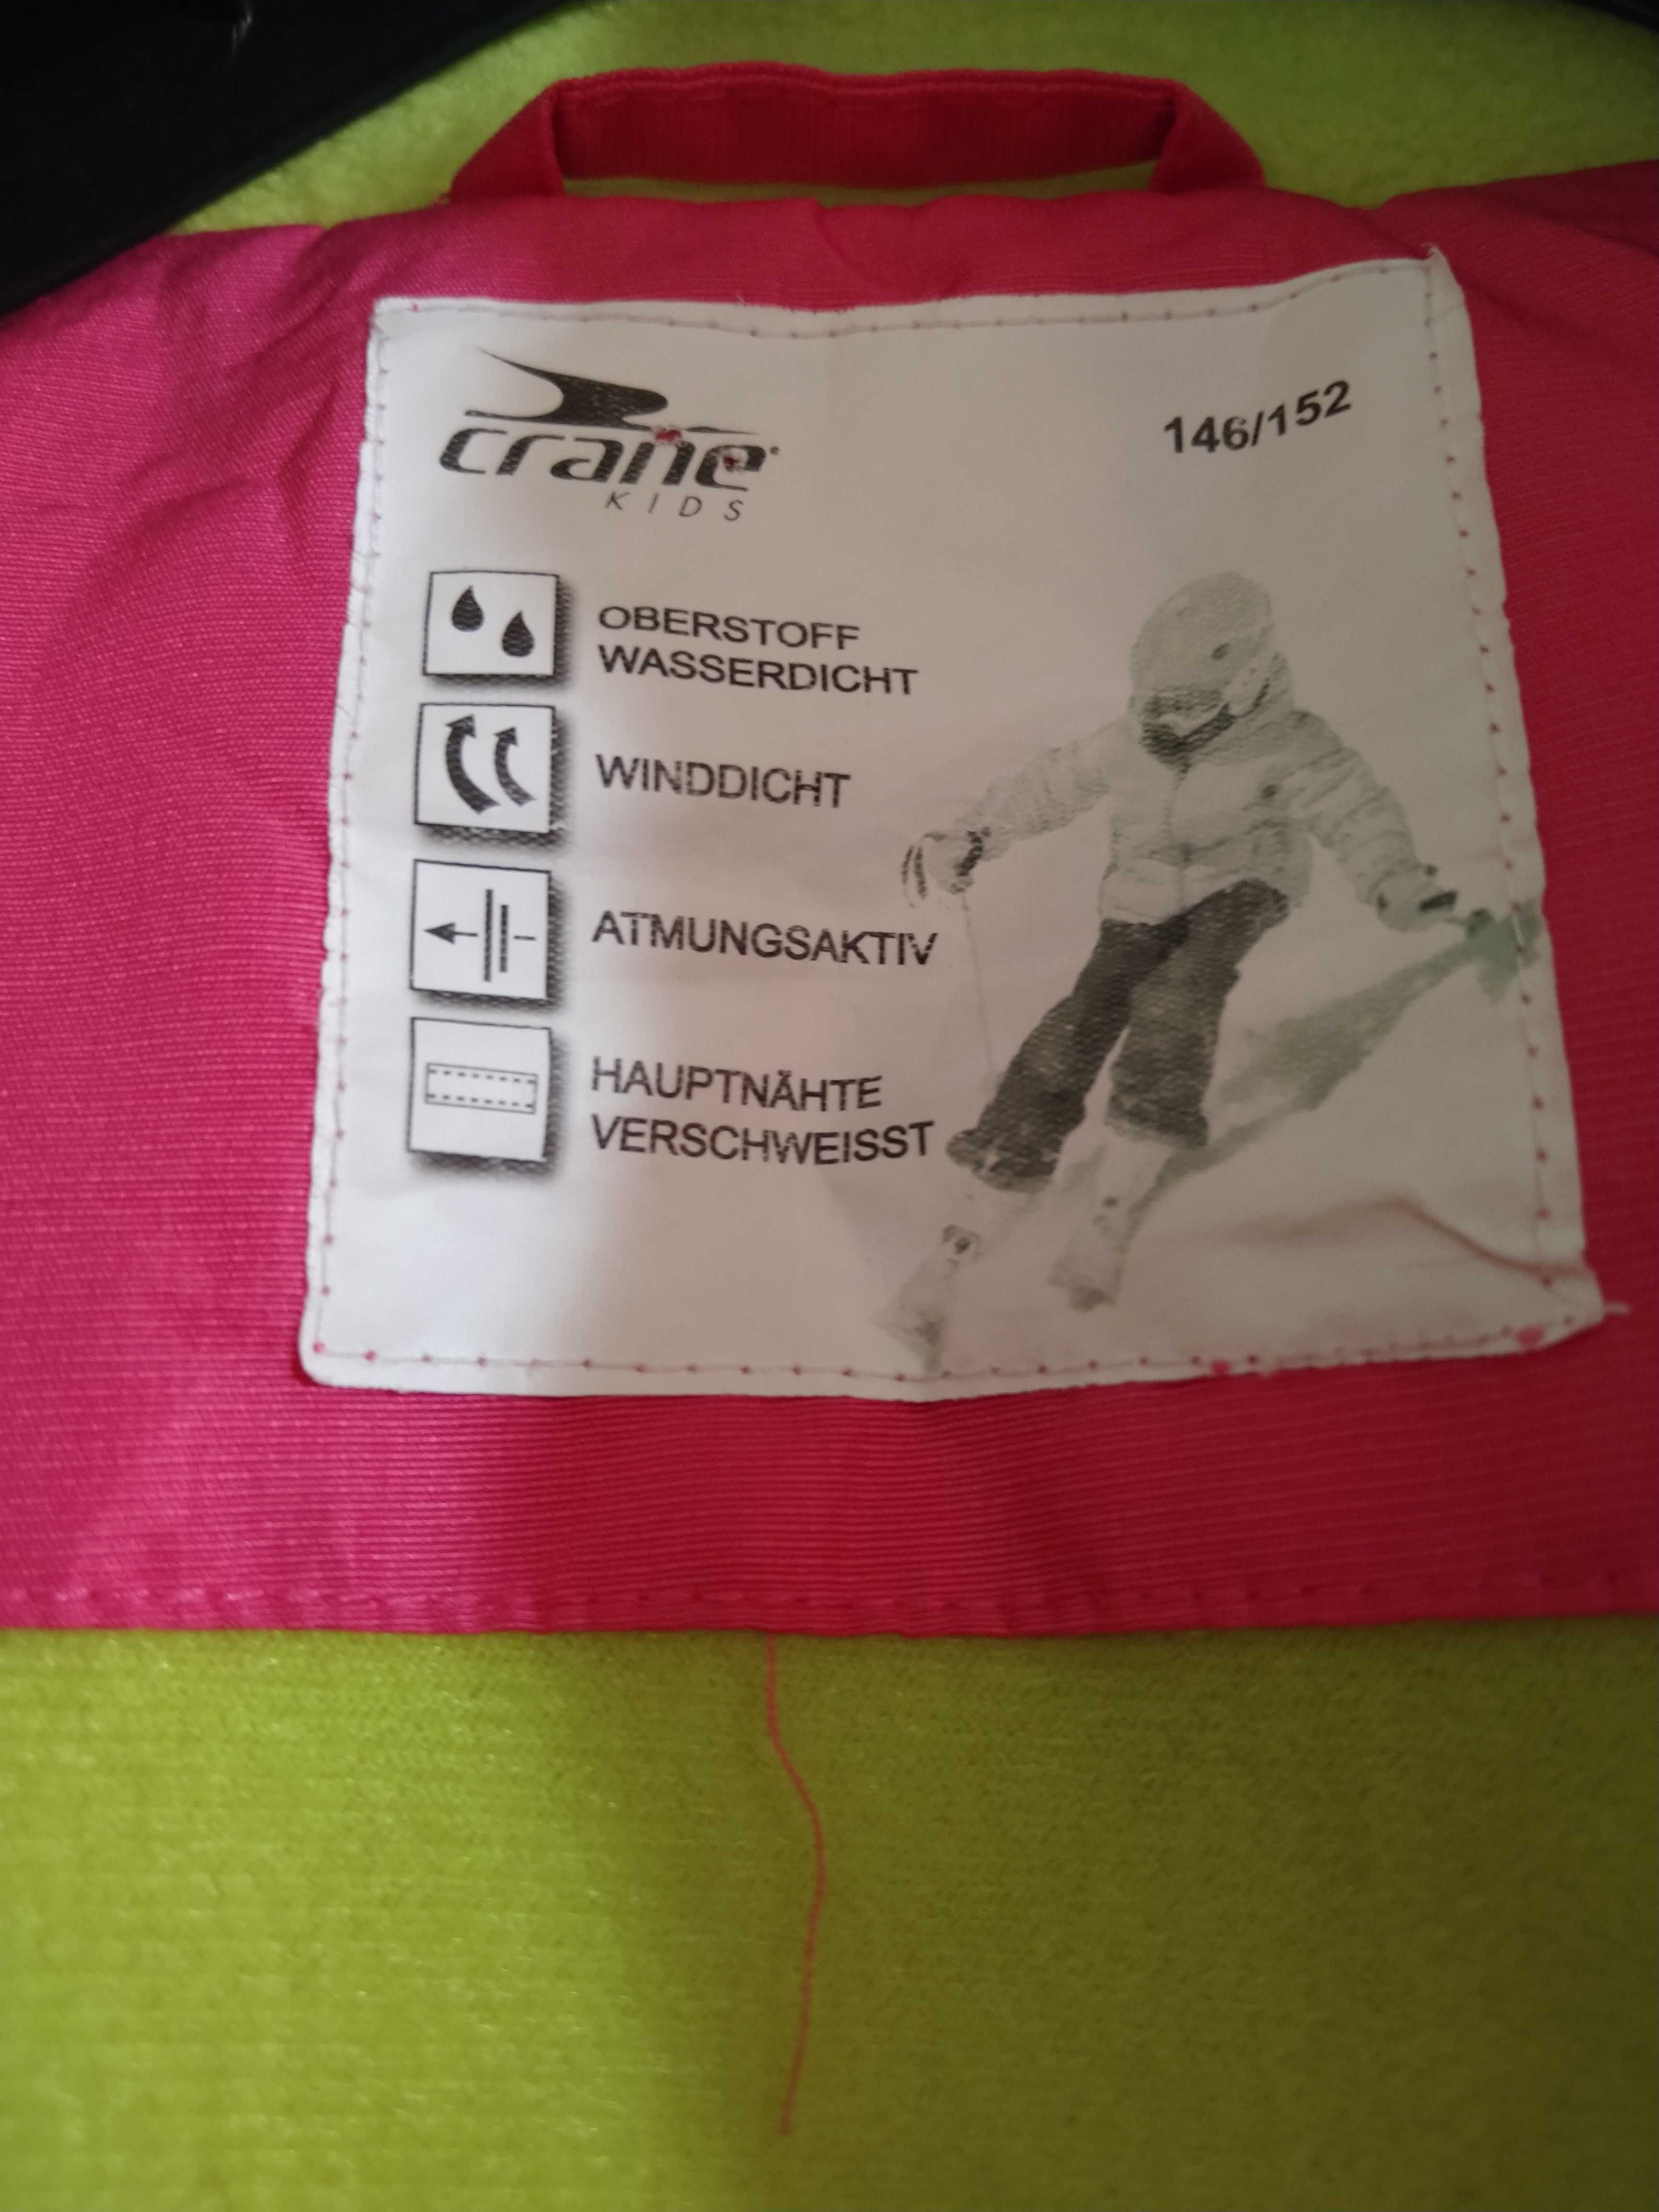 crane
KIDS
146/152
OBERSTOFF
WASSERDICHT
WINDDICHT
ATMUNGSAKTIV
HAUPTNÄHTE
VERSCHWEISST